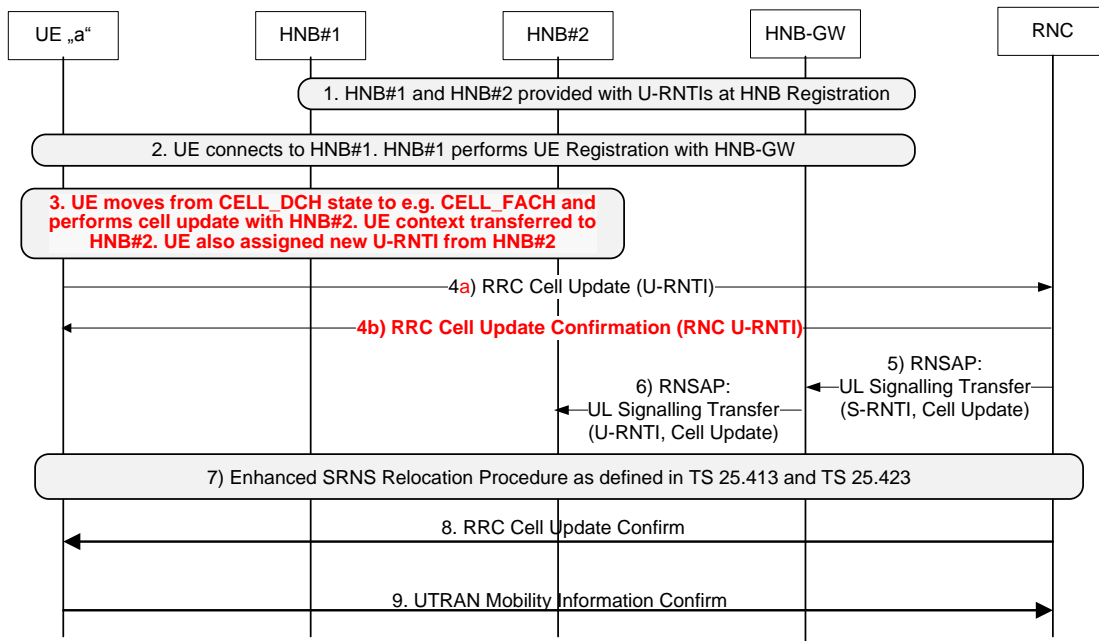 UE „a“
HNB#1
HNB#2
HNB-GW
RNC
1. HNB#1 and HNB#2 provided with U-RNTIs at HNB Registration
2. UE connects to HNB#1. HNB#1 performs UE Registration with HNB-GW
3. UE moves from CELL_DCH state to e.g. CELL_FACH and
performs cell update with HNB#2. UE context transferred to
HNB#2. UE also assigned new U-RNTI from HNB#2
4a) RRC Cell Update (U-RNTI)
4b) RRC Cell Update Confirmation (RNC U-RNTI)
5) RNSAP:
UL Signalling Transfer
(S-RNTI, Cell Update)
6) RNSAP:
UL Signalling Transfer
(U-RNTI, Cell Update)
7) Enhanced SRNS Relocation Procedure as defined in TS 25.413 and TS 25.423
8. RRC Cell Update Confirm
9. UTRAN Mobility Information Confirm